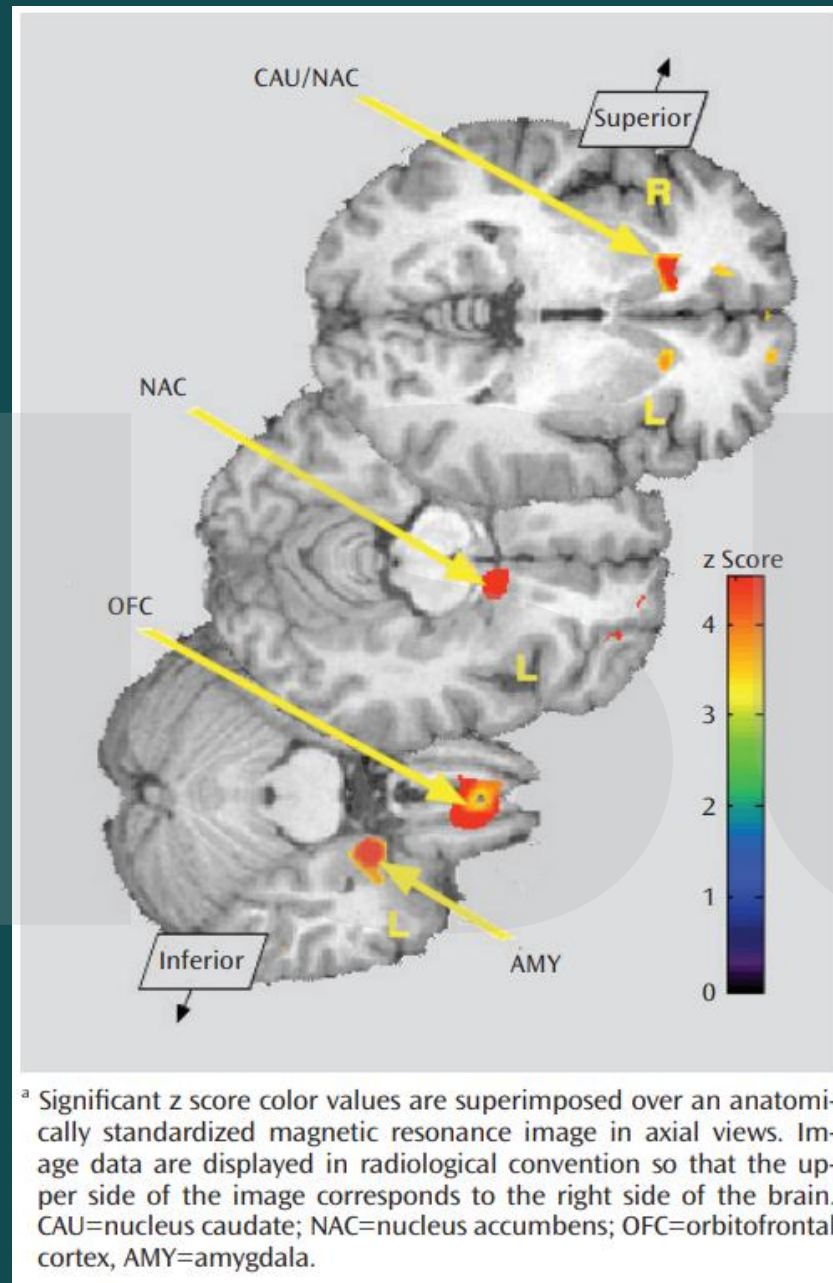 CAU/NAC
Superior
R
NAC
L
z Score
OFC
4
L
3
2
1
L
Inferior
AMY
0
a Significant z score color values are superimposed over an anatomi-
cally standardized magnetic resonance image in axial views. Im-
age data are displayed in radiological convention so that the up-
per side of the image corresponds to the right side of the brain.
CAU=nucleus caudate; NAC=nucleus accumbens; OFC=orbitofrontal
cortex, AMY=amygdala.